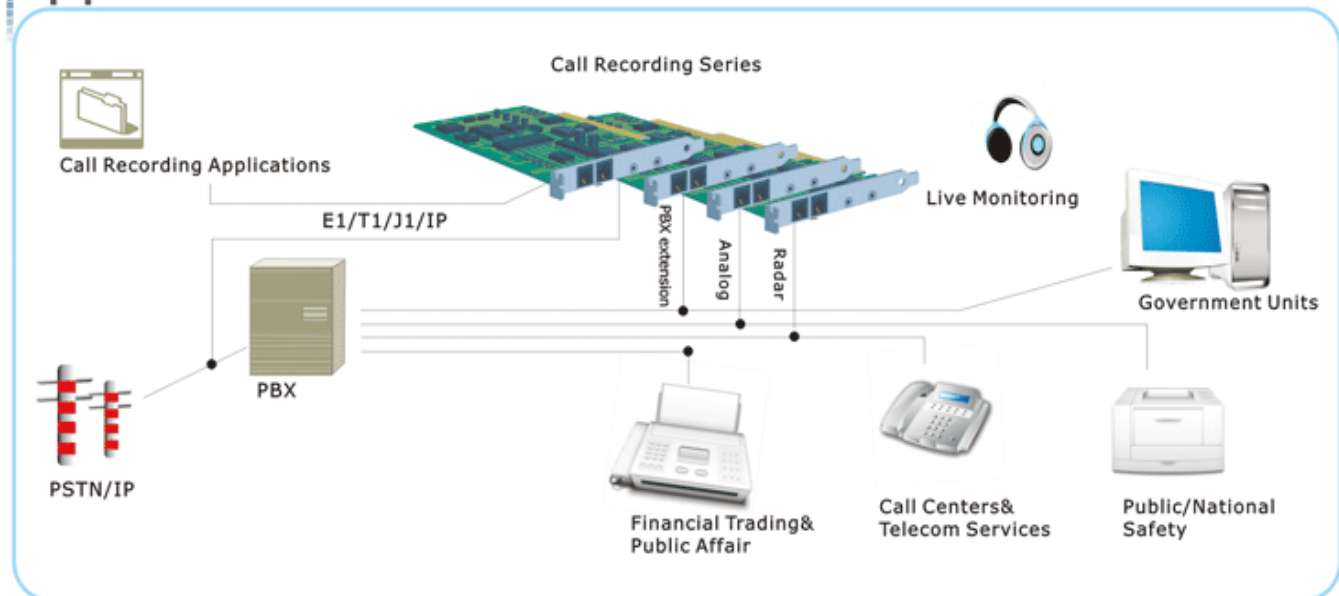 Call Recording Series
Call Recording Applications
Live Monitoring
E1/T1/J1/IP
PBX extension
Analog
Radar
Government Units
PBX
PSTN/IP
Financial Trading&
Public Affair
Call Centers&
Telecom Services
Public/National
Safety